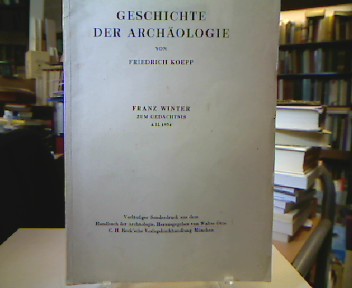 GESCHICHTE
DER ARCHÄOLOGIE
VON
FRIEDRICH KOEPP
FRANZ WINTER
ZUM GEDÄCHTNIS
Vorläufiger Sonderdruck aus dem
Handbuch der Archäologie, Herausgegeben von Walter Otto
C. H. Beck'sche Verlagsbuchhandlung München